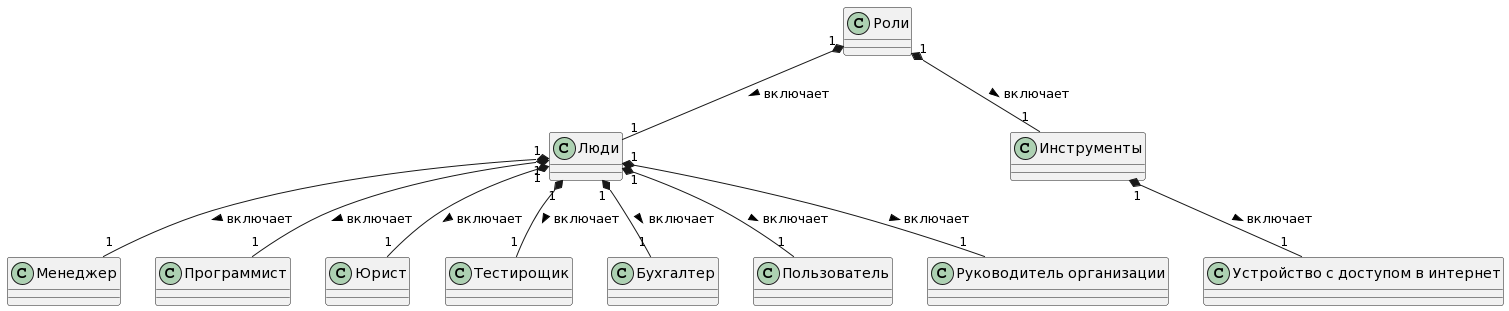 C Роли
1 1
включает включает
1 1
C Люди C Инструменты
1 1 1 1 1 1 1 1
включает включает включает включает включает включает включает включает
1 1 1 1 1 1 1 1
C Менеджер C Программист C Юрист C Тестирощик C Бухгалтер C Пользователь C Руководитель организации C Устройство с доступом в интернет